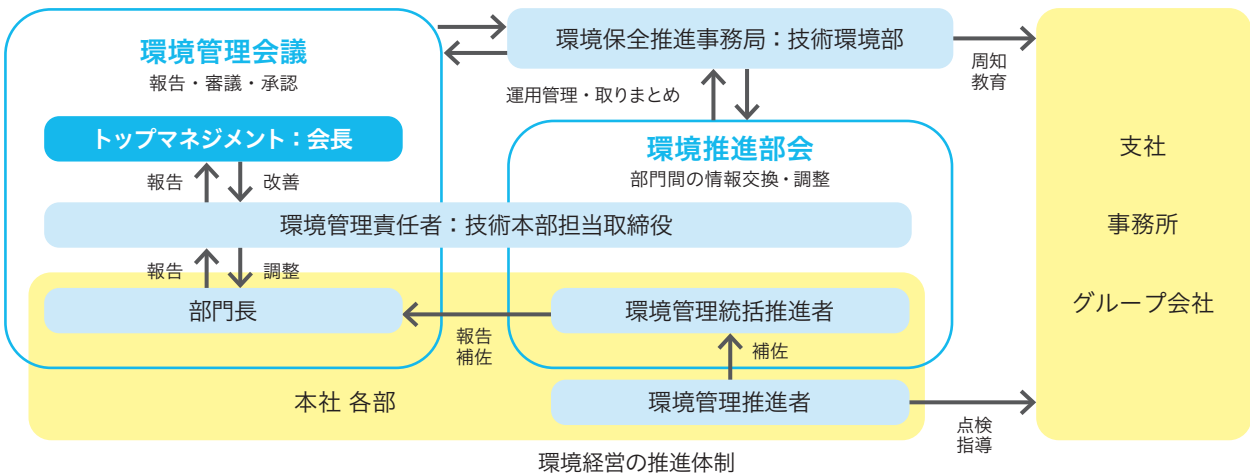 環境管理会議
報告・審議・承認
トップマネジメント：会長
報告
改善
環境管理責任者：技術本部担当取締役
報告
調整
部門長
報告
補佐
本社 各部
環境保全推進事務局：技術環境部
運用管理・取りまとめ
環境推進部会
部門間の情報交換・調整
環境管理統括推進者
補佐
環境管理推進者
周知
教育
点検
指導
支社
事務所
グループ会社
環境経営の推進体制